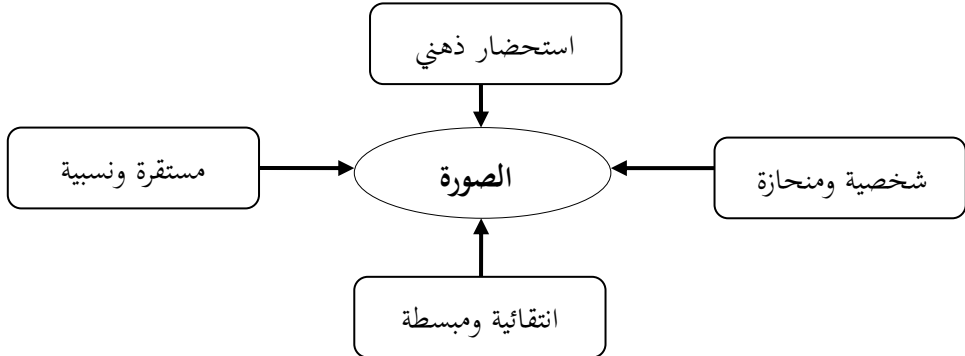 استحضار ذهني
شخصية ومنحازة
الصورة
مستقرة ونسبية
انتقائية ومبسطة